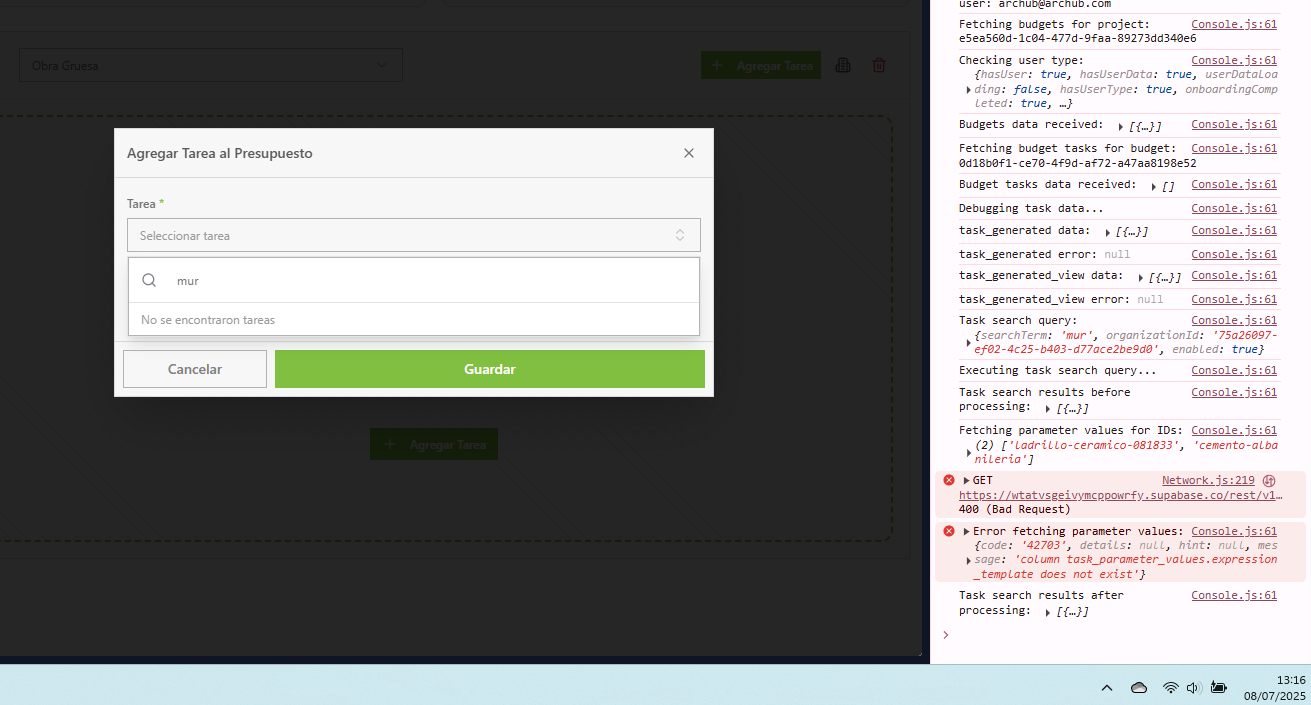 Obra Gruesa
Agregar Tarea
Agregar Tarea al Presupuesto
Tarea *
Seleccionar tarea
mur
No se encontraron tareas
Cancelar
Guardar
Agregar Tarea
user: archub@archub.com
Fetching budgets for project: Console.js:61
e5ea560d-1c04-477d-9faa-89273dd340e6
Checking user type: Console.js:61
{hasUser: true, hasUserData: true, userDataLoa
ding: false, hasUserType: true, onboardingComp
leted: true, …}
Budgets data received: [{…}] Console.js:61
Fetching budget tasks for budget: Console.js:61
0d18b0f1-ce70-4f9d-af72-a47aa8198e52
Budget tasks data received: [] Console.js:61
Debugging task data... Console.js:61
task_generated data: [{…}] Console.js:61
task_generated error: null Console.js:61
task_generated_view data: [{…}] Console.js:61
task_generated_view error: null Console.js:61
Task search query: Console.js:61
{searchTerm: 'mur', organizationId: '75a26097-
ef02-4c25-b403-d77ace2be9d0', enabled: true}
Executing task search query... Console.js:61
Task search results before Console.js:61
processing: [{…}]
Fetching parameter values for IDs: Console.js:61
(2) ['ladrillo-ceramico-081833', 'cemento-alba
nileria']
GET Network.js:219
https://wtatvsgeivymcppowrfy.supabase.co/rest/v1…
400 (Bad Request)
Error fetching parameter values: Console.js:61
{code: '42703', details: null, hint: null, mes
sage: 'column task_parameter_values.expression
_template does not exist'}
Task search results after Console.js:61
processing: [{…}]
13:16
08/07/2025